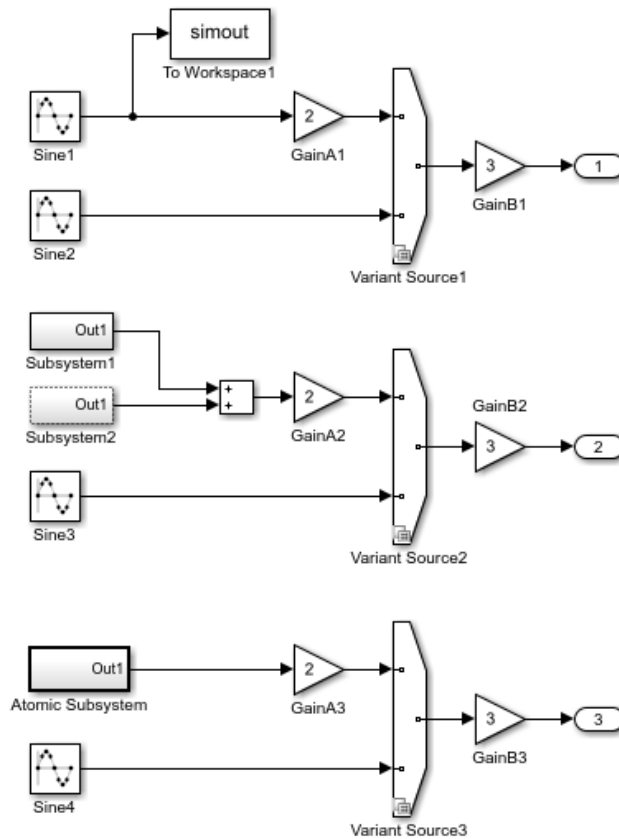 simout
To Workspace1
2
Sine1
GainA1
3
1
GainB1
Sine2
Variant Source1
Out1
Subsystem1
+
+
2
Out1
Subsystem2
GainA2
GainB2
3
2
Sine3
Variant Source2
Out1
2
Atomic Subsystem
GainA3
3
3
GainB3
Sine4
Variant Source3